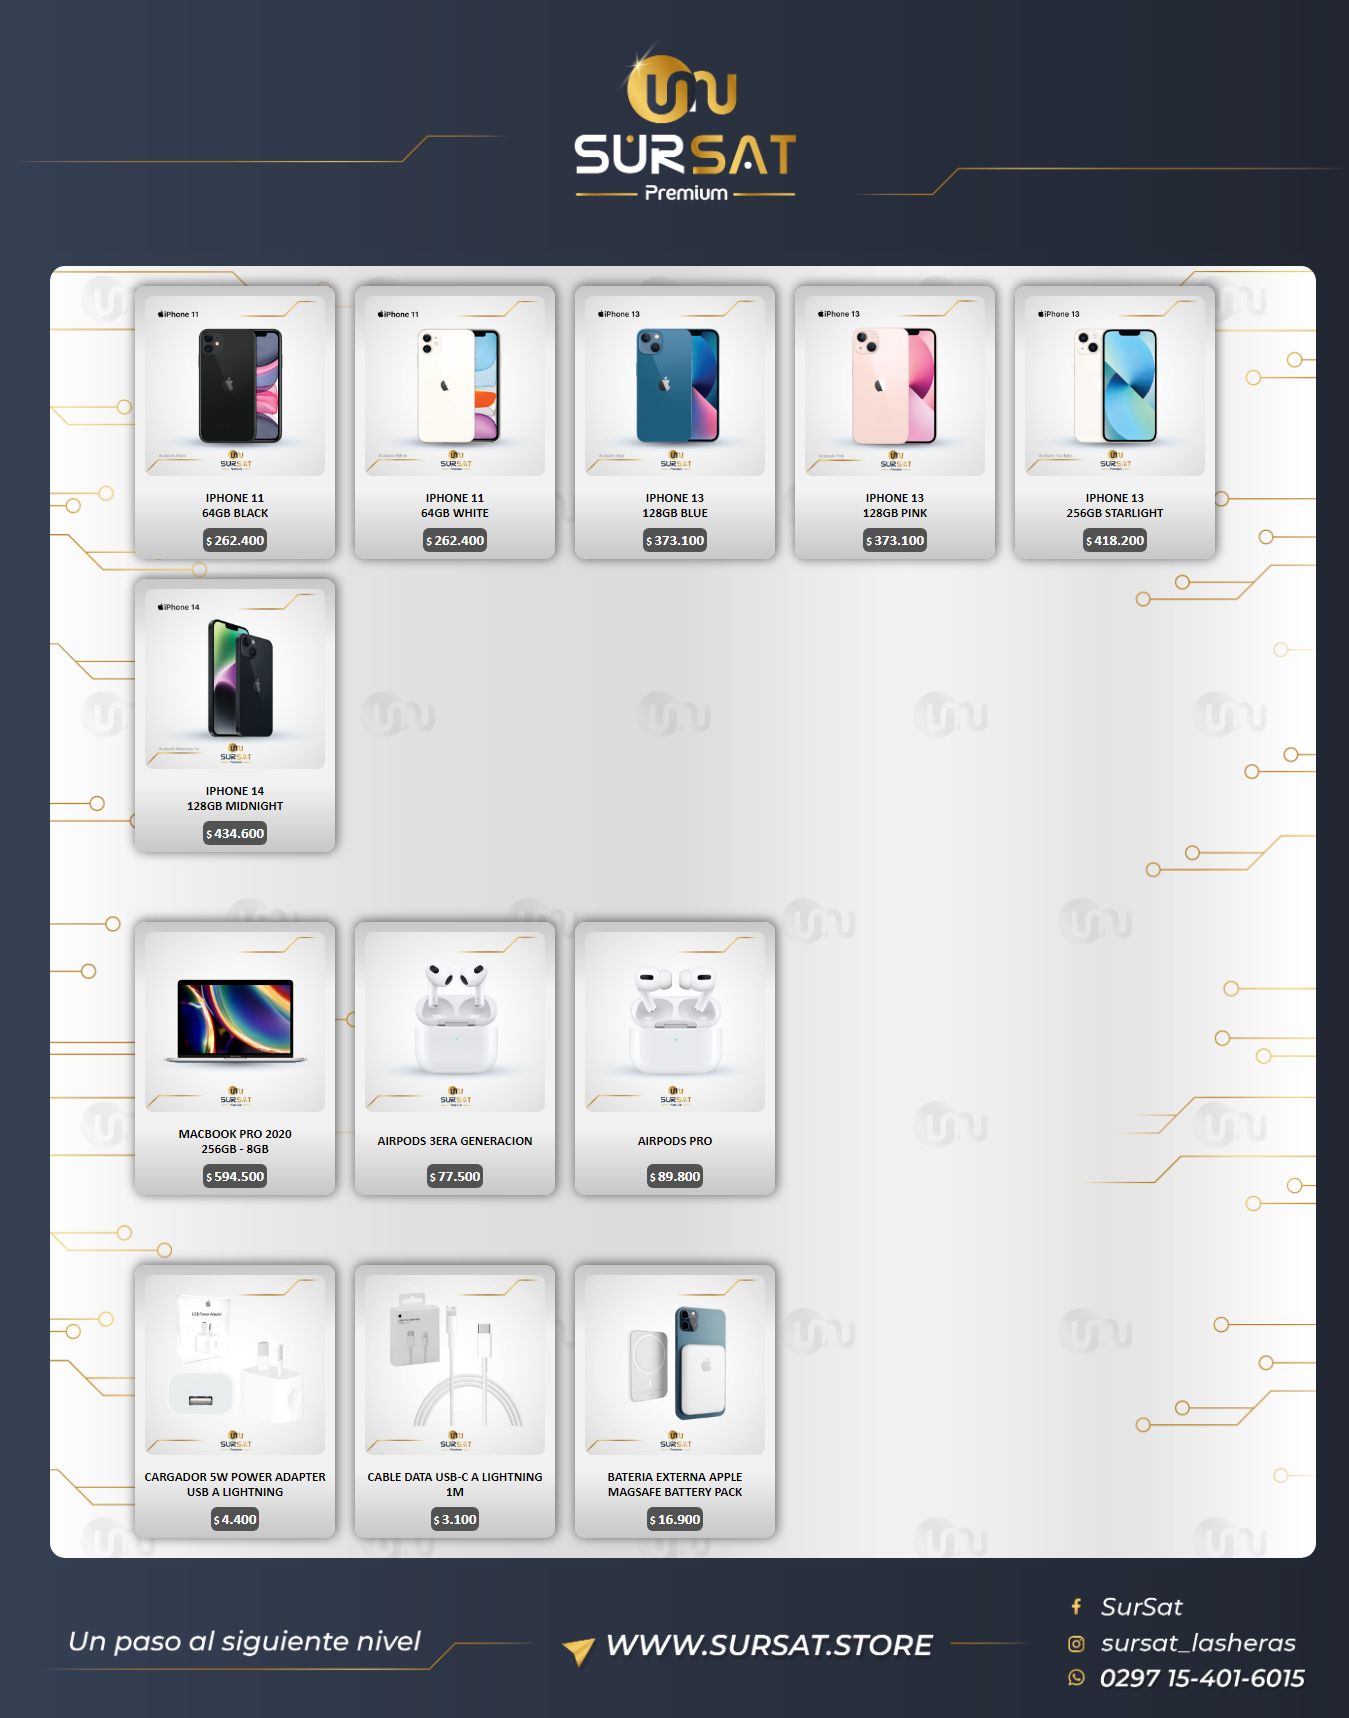 SURSAT
Premium
iPhone 11
iPhone 11
iPhone 13
iPhone 13
iPhone 13
SURSAT
SURSAT
SURSAT
SURSAT
SURSAT
IPHONE 11
64GB BLACK
$ 262.400
IPHONE 11
64GB WHITE
$ 262.400
IPHONE 13
128GB BLUE
$ 373.100
IPHONE 13
128GB PINK
$ 373.100
IPHONE 13
256GB STARLIGHT
$ 418.200
iPhone 14
SURSAT
IPHONE 14
128GB MIDNIGHT
$ 434.600
SURSAT
SURSAT
SURSAT
MACBOOK PRO 2020
256GB - 8GB
$ 594.500
AIRPODS 3ERA GENERACION
$ 77.500
AIRPODS PRO
$ 89.800
USB Power Adapter
SURSAT
SURSAT
SURSAT
CARGADOR 5W POWER ADAPTER
USB A LIGHTNING
$ 4.400
CABLE DATA USB-C A LIGHTNING
1M
$ 3.100
BATERIA EXTERNA APPLE
MAGSAFE BATTERY PACK
$ 16.900
Un paso al siguiente nivel
WWW.SURSAT.STORE
SurSat
sursat_lasheras
0297 15-401-6015